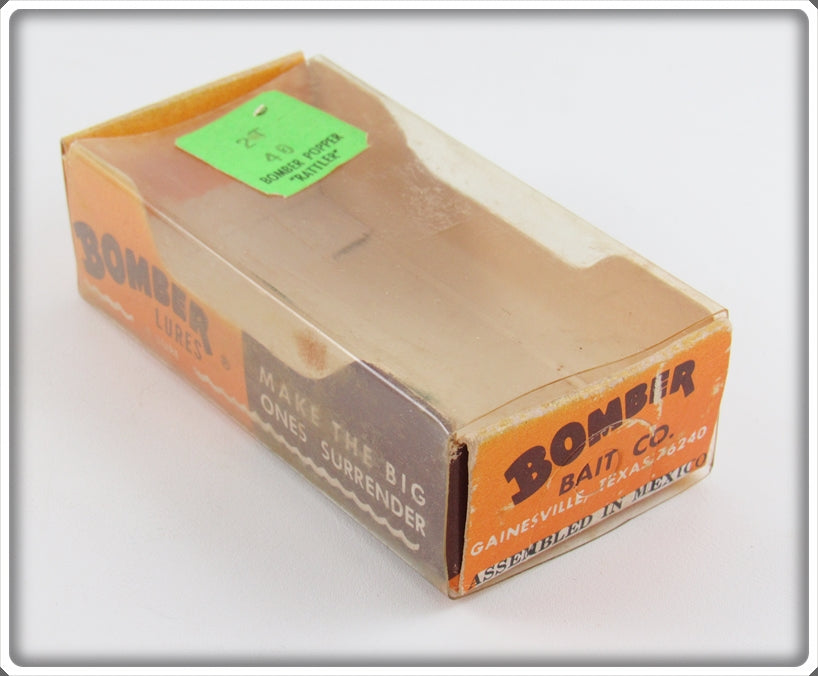 2T
40
BOMBER POPPER
"RATTLER"
BOMBER
LURES ®
MAKE THE BIG
ONES SURRENDER
BOMBER
BAIT CO.
GAINESVILLE, TEXAS 76240
ASSEMBLED IN MEXICO